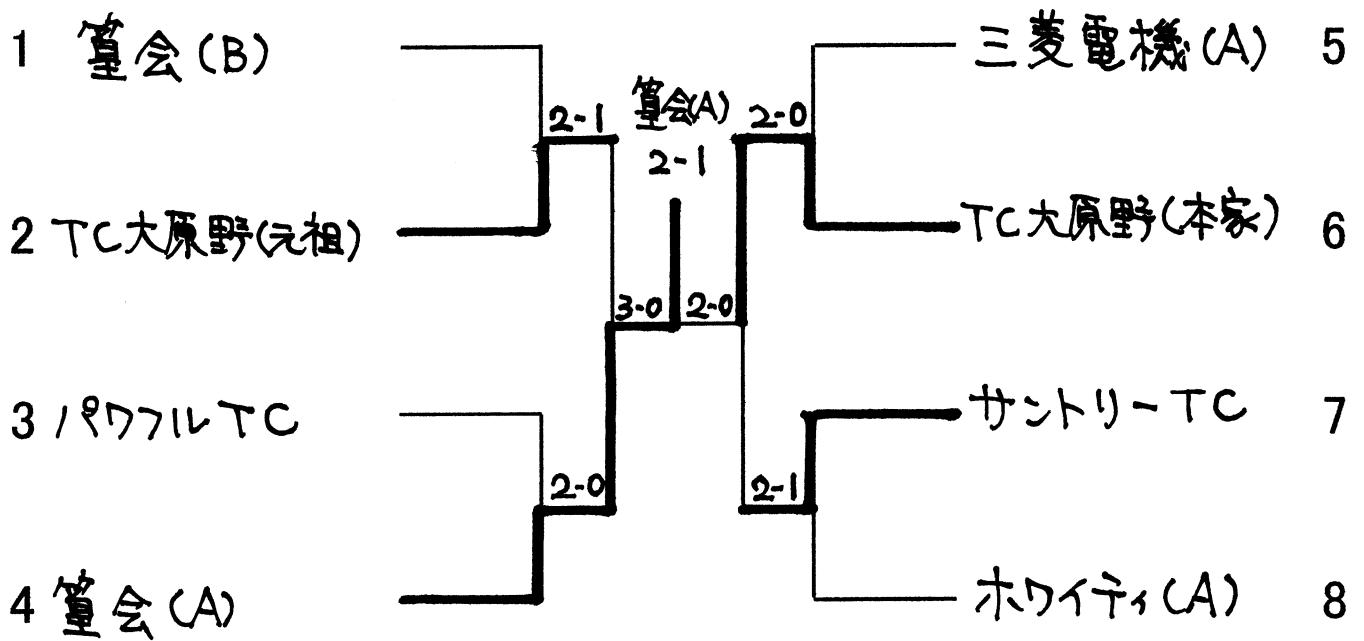 1 篁会(B)
三菱電機(A) 5
篁会(A)
2-1
2-0
2-1
2 TC大原野(元祖)
TC大原野(本家) 6
3-0
2-0
3 パワフルTC
サントリーTC 7
2-0
2-1
4 篁会(A)
ホワイティ(A) 8